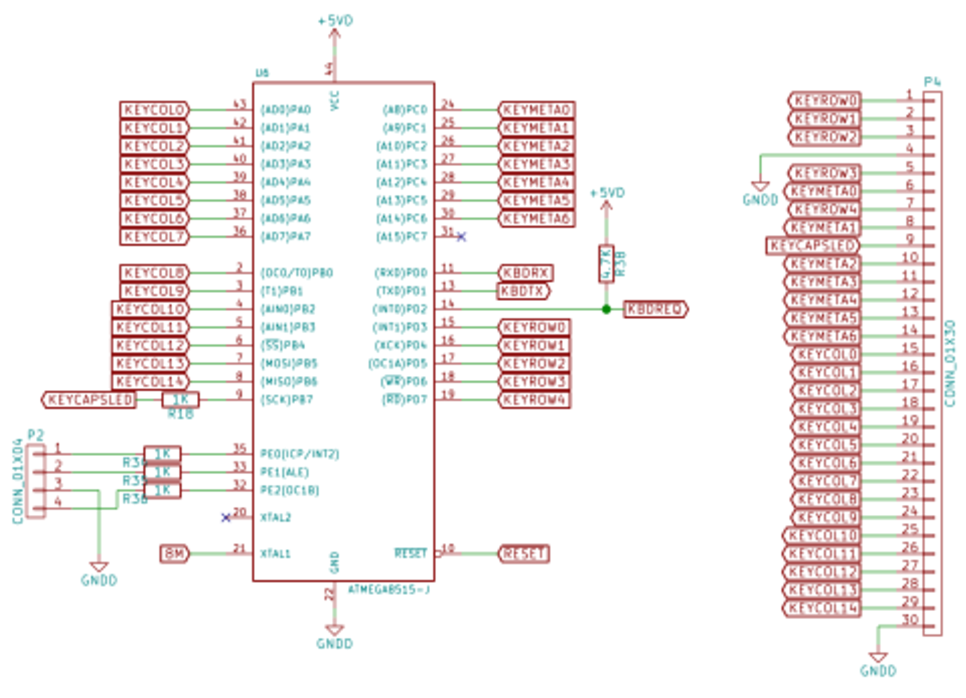 +5VD
U6
44
VCC
KEYCOL0 43 (AD0)PA0 (A8)PC0 24 KEYMETA0
KEYCOL1 42 (AD1)PA1 (A9)PC1 25 KEYMETA1
KEYCOL2 41 (AD2)PA2 (A10)PC2 26 KEYMETA2
KEYCOL3 40 (AD3)PA3 (A11)PC3 27 KEYMETA3
KEYCOL4 39 (AD4)PA4 (A12)PC4 28 KEYMETA4
KEYCOL5 38 (AD5)PA5 (A13)PC5 29 KEYMETA5
KEYCOL6 37 (AD6)PA6 (A14)PC6 30 KEYMETA6
KEYCOL7 36 (AD7)PA7 (A15)PC7 31
+5VD
4.7K
R38
KEYCOL8 2 (OC0/T0)PB0 (RXD)PD0 11 KBDRX
KEYCOL9 3 (T1)PB1 (TXD)PD1 13 KBDTX
KEYCOL10 4 (AIN0)PB2 (INT0)PD2 14 KBDREQ
KEYCOL11 5 (AIN1)PB3 (INT1)PD3 15 KEYROW0
KEYCOL12 6 (SS)PB4 (XCK)PD4 16 KEYROW1
KEYCOL13 7 (MOSI)PB5 (OC1A)PD5 17 KEYROW2
KEYCOL14 8 (MISO)PB6 (WR)PD6 18 KEYROW3
KEYCAPSLED 1K 9 (SCK)PB7 (RD)PD7 19 KEYROW4
R18
P2
CONN_01X04
1 1K 35 PE0(ICP/INT2)
2 1K 33 PE1(ALE)
3 1K 32 PE2(OC1B)
4
R36
20 XTAL2
8M 21 XTAL1 RESET 10 RESET
GND
GNDD
22
ATMEGA8515-J
GNDD
P4
KEYROW0 1
KEYROW1 2
KEYROW2 3
4
GNDD
KEYROW3 5
KEYMETA0 6
KEYROW4 7
KEYMETA1 8
KEYCAPSLED 9
KEYMETA2 10
KEYMETA3 11
KEYMETA4 12
KEYMETA5 13
KEYMETA6 14
KEYCOL0 15
KEYCOL1 16
KEYCOL2 17
KEYCOL3 18
KEYCOL4 19
KEYCOL5 20
KEYCOL6 21
KEYCOL7 22
KEYCOL8 23
KEYCOL9 24
KEYCOL10 25
KEYCOL11 26
KEYCOL12 27
KEYCOL13 28
KEYCOL14 29
30
GNDD
CONN_01X30